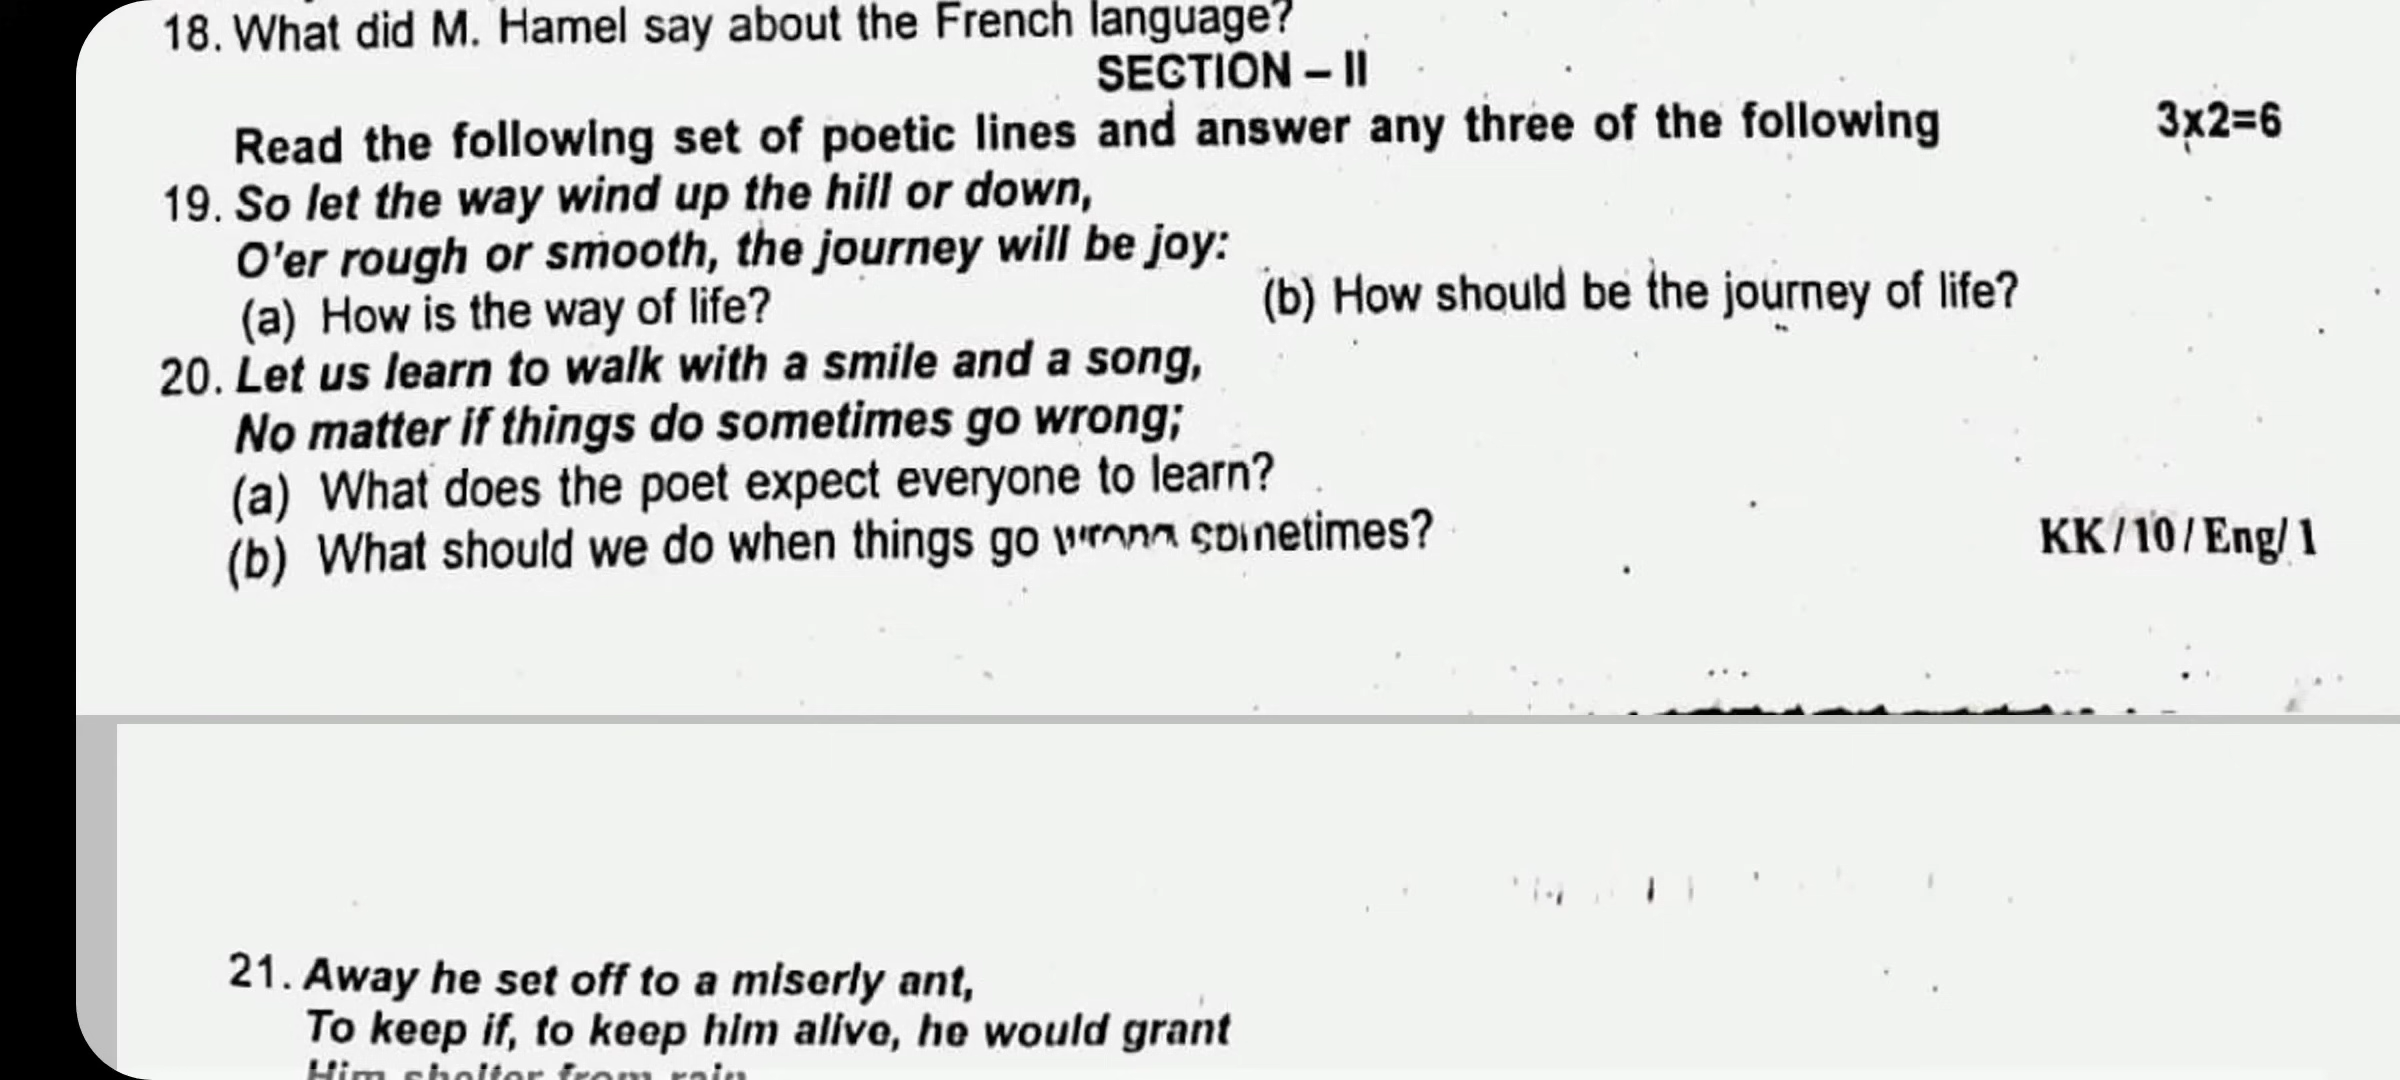 18. What did M. Hamel say about the French language?
SECTION – II
Read the following set of poetic lines and answer any three of the following 3x2=6
19. So let the way wind up the hill or down,
O'er rough or smooth, the journey will be joy:
(a) How is the way of life? (b) How should be the journey of life?
20. Let us learn to walk with a smile and a song,
No matter if things do sometimes go wrong;
(a) What does the poet expect everyone to learn?
(b) What should we do when things go wrong sometimes?
KK/10/Eng/1
21. Away he set off to a miserly ant,
To keep if, to keep him alive, he would grant
Him shelter from rain